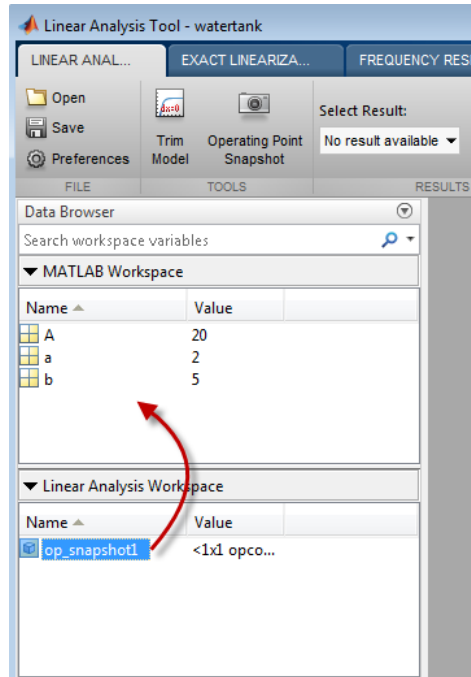 Linear Analysis Tool - watertank
LINEAR ANAL...
EXACT LINEARIZA...
FREQUENCY RES
Open
Save
Preferences
FILE
dx=0
Trim Model
Operating Point Snapshot
TOOLS
Select Result:
No result available
RESULTS
Data Browser
Search workspace variables
MATLAB Workspace
Name Value
A 20
a 2
b 5
Linear Analysis Workspace
Name Value
op_snapshot1 <1x1 opco...